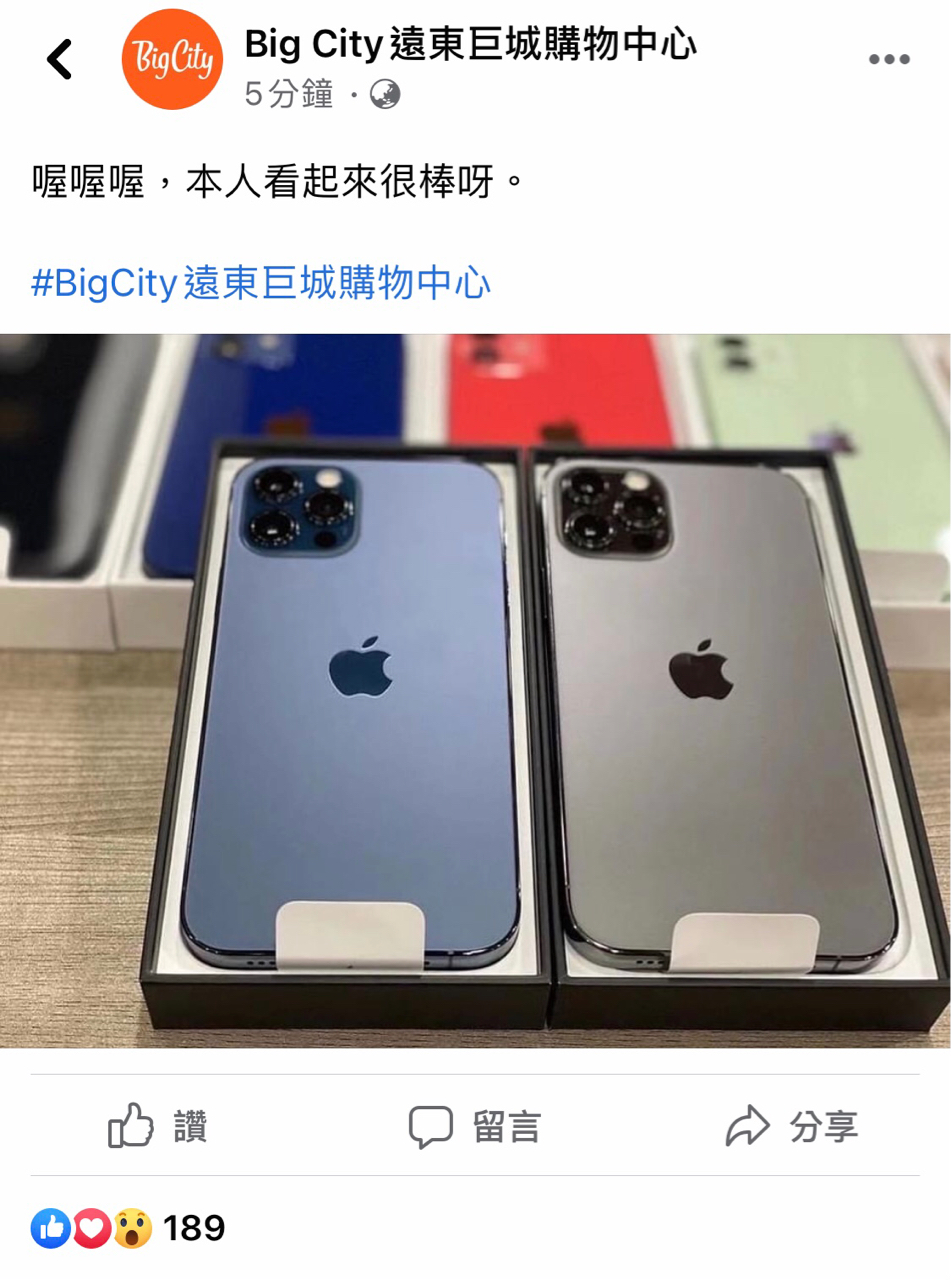 BigCity
Big City遠東巨城購物中心
5分鐘 ·
喔喔喔，本人看起來很棒呀。
#BigCity遠東巨城購物中心
讚
留言
分享
189